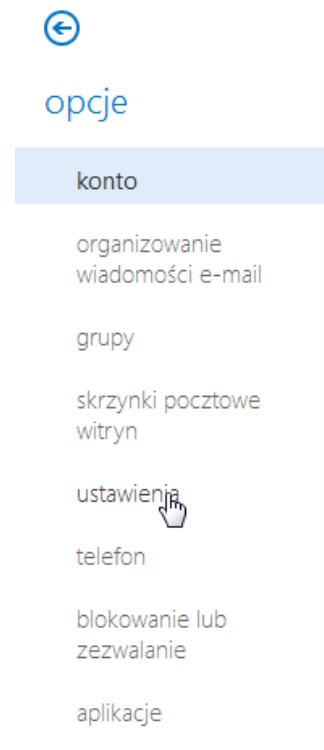 opcje
konto
organizowanie
wiadomości e-mail
grupy
skrzynki pocztowe
witryn
ustawienia
telefon
blokowanie lub
zezwalanie
aplikacje